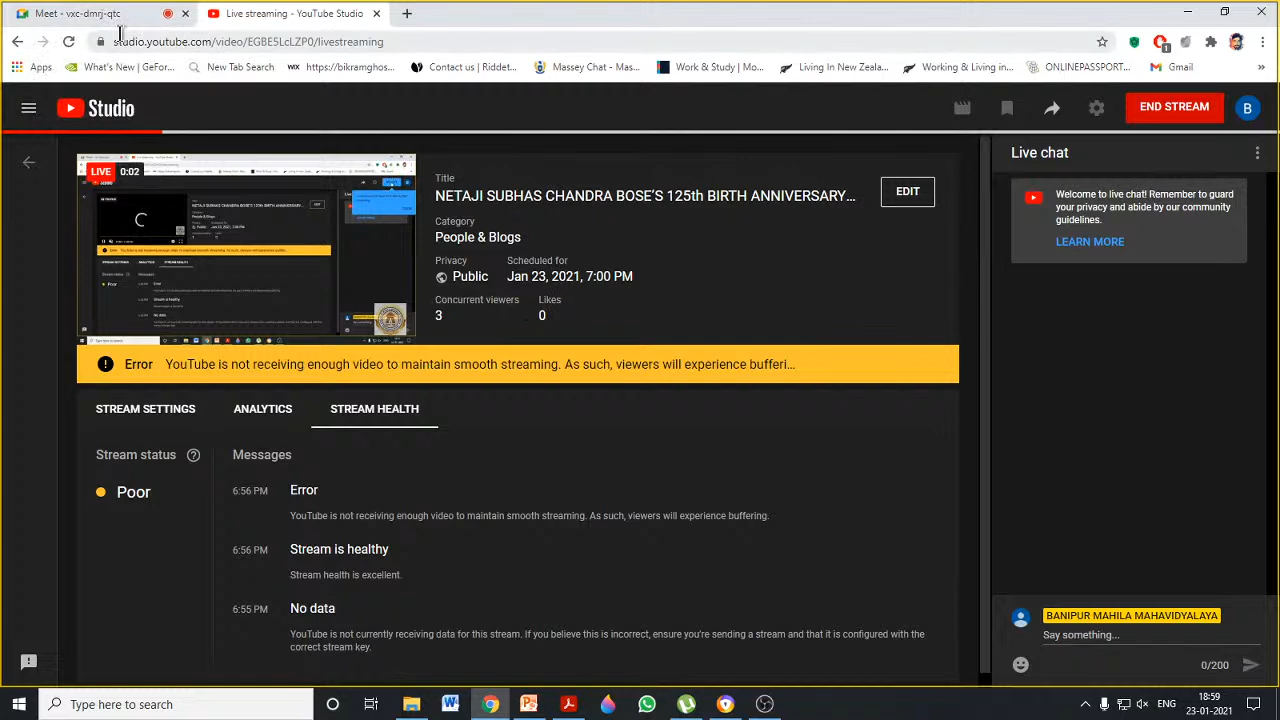 Meet - vxc-dmrj-qtc
Live streaming - YouTube Studio
studio.youtube.com/video/EGBE5LcLZP0/livestreaming
Apps
What's New | GeFor...
New Tab Search
WIX https://bikramghos...
Contact us | Riddet...
Massey Chat - Mas...
Work & Study | Mo...
Living In New Zeala...
Working & Living in...
ONLINEPASSPORT...
Gmail
»
Studio
END STREAM
B
LIVE 0:02
Title
NETAJI SUBHAS CHANDRA BOSE'S 125th BIRTH ANNIVERSARY...
EDIT
Category
People & Blogs
Privacy
Public
Scheduled for
Jan 23, 2021, 7:00 PM
Concurrent viewers
3
Likes
0
Error YouTube is not receiving enough video to maintain smooth streaming. As such, viewers will experience bufferi...
STREAM SETTINGS
ANALYTICS
STREAM HEALTH
Stream status
Poor
Messages
6:56 PM Error
YouTube is not receiving enough video to maintain smooth streaming. As such, viewers will experience buffering.
6:56 PM Stream is healthy
Stream health is excellent.
6:55 PM No data
YouTube is not currently receiving data for this stream. If you believe this is incorrect, ensure you're sending a stream and that it is configured with the
correct stream key.
Live chat
Welcome to live chat! Remember to guard
your privacy and abide by our community
guidelines.
LEARN MORE
BANIPUR MAHILA MAHAVIDYALAYA
Say something...
0/200
Type here to search
ENG
18:59
23-01-2021